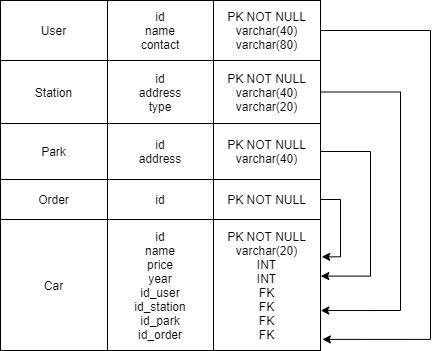 User id PK NOT NULL
name varchar(40)
contact varchar(80)
Station id PK NOT NULL
address varchar(40)
type varchar(20)
Park id PK NOT NULL
address varchar(40)
Order id PK NOT NULL
Car id PK NOT NULL
name varchar(20)
price INT
year INT
id_user FK
id_station FK
id_park FK
id_order FK